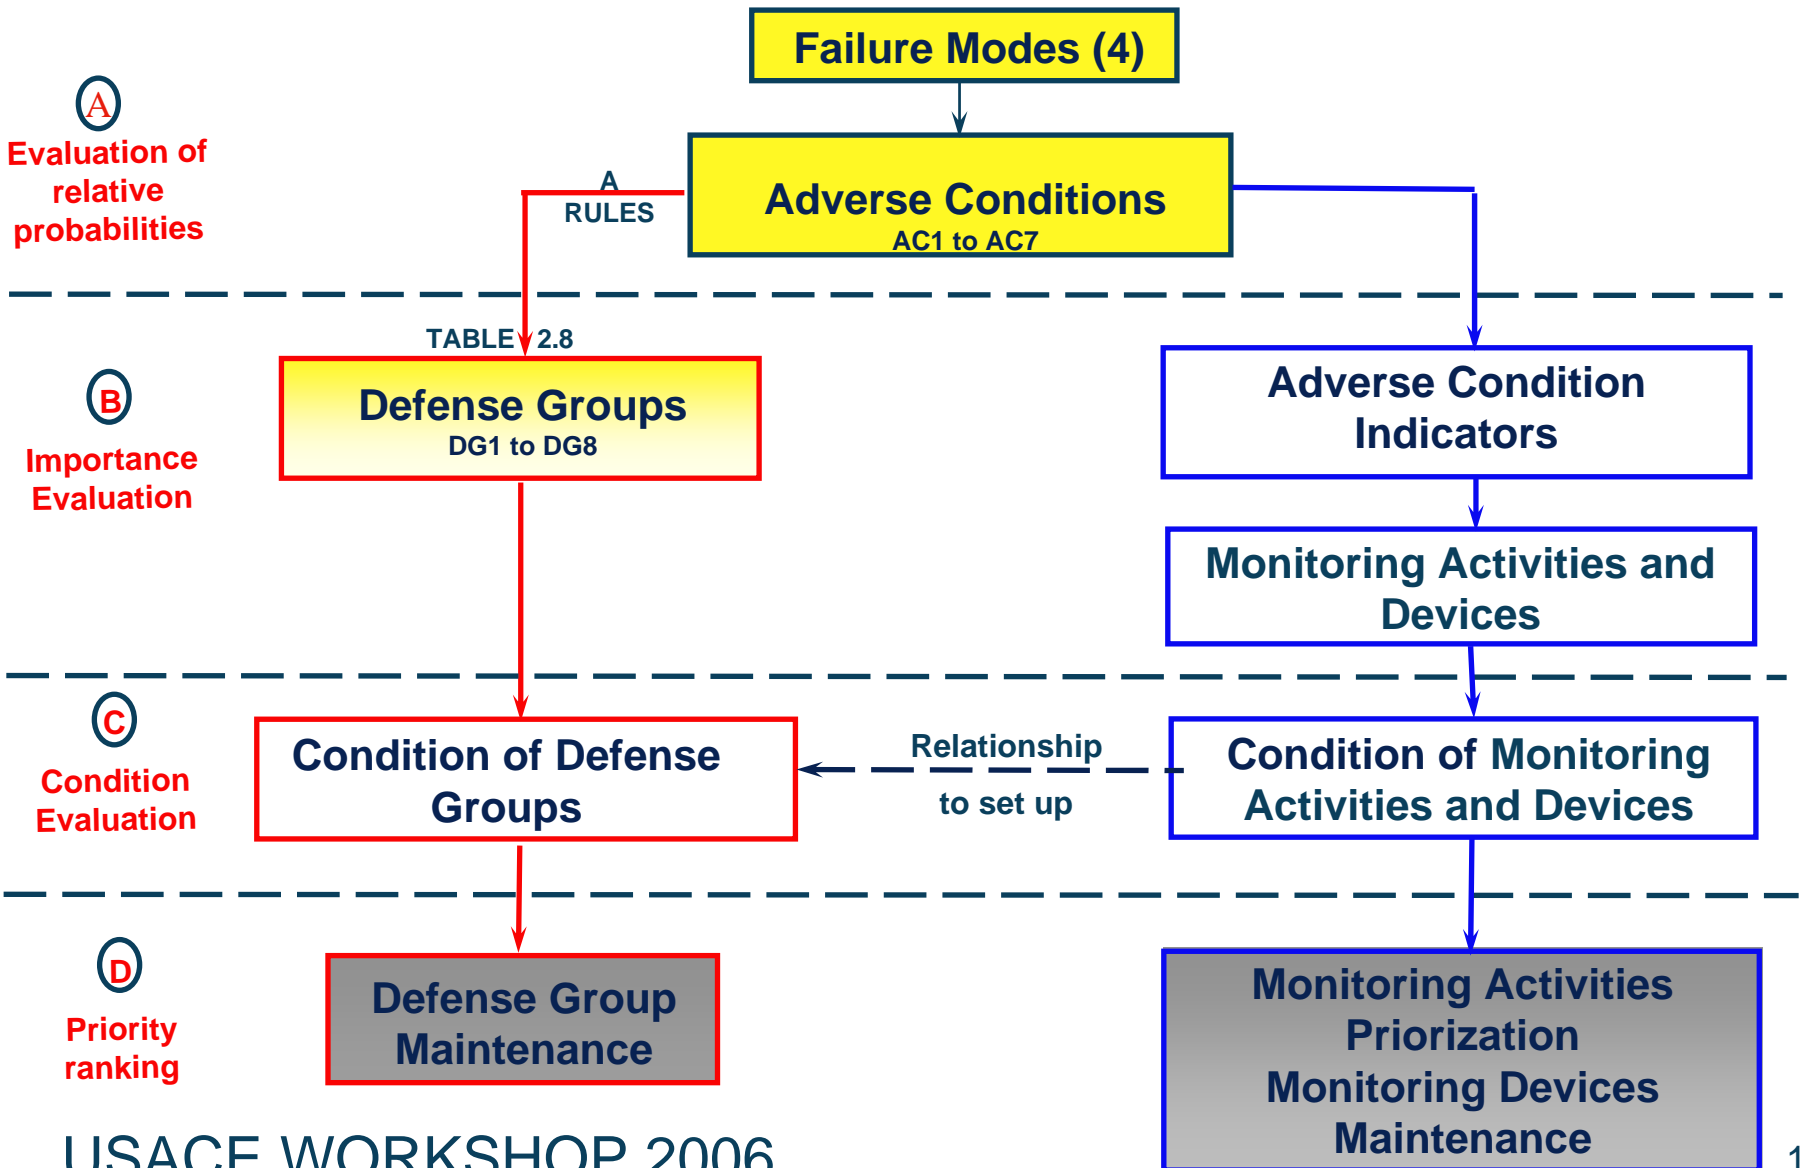 Failure Modes (4)
A
Evaluation of
relative
probabilities
A
RULES
Adverse Conditions
AC1 to AC7
TABLE 2.8
B
Importance
Evaluation
Defense Groups
DG1 to DG8
Adverse Condition
Indicators
Monitoring Activities and
Devices
C
Condition
Evaluation
Condition of Defense
Groups
Relationship
to set up
Condition of Monitoring
Activities and Devices
D
Priority
ranking
Defense Group
Maintenance
Monitoring Activities
Priorization
Monitoring Devices
Maintenance
USACE WORKSHOP 2006
1